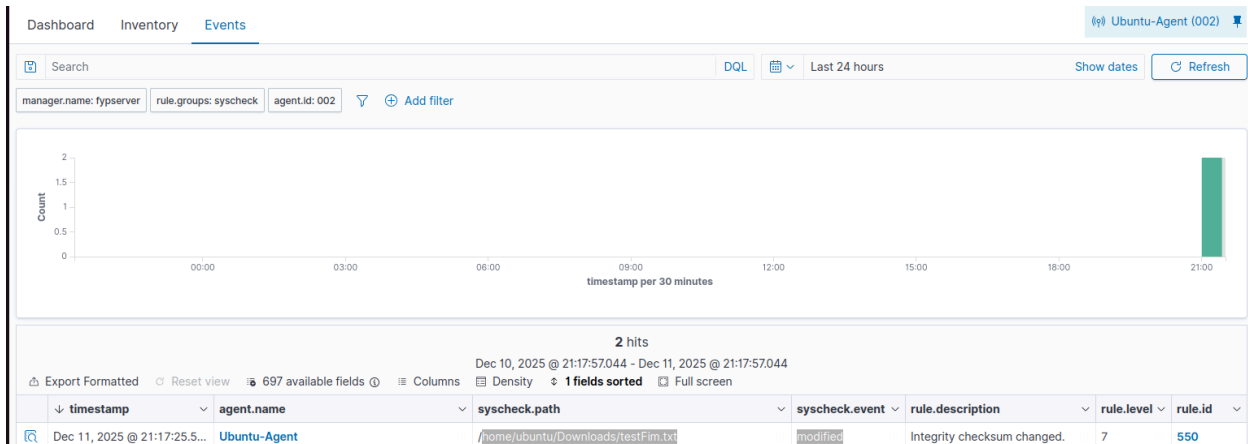 Dashboard Inventory Events Ubuntu-Agent (002)
Search DQL Last 24 hours Show dates Refresh
manager.name: fypserver rule.groups: syscheck agent.id: 002 Add filter
2
1.5
1
0.5
0
Count
00:00 03:00 06:00 09:00 12:00 15:00 18:00 21:00
timestamp per 30 minutes
2 hits
Dec 10, 2025 @ 21:17:57.044 - Dec 11, 2025 @ 21:17:57.044
Export Formatted Reset view 697 available fields Columns Density 1 fields sorted Full screen
timestamp agent.name syscheck.path syscheck.event rule.description rule.level rule.id
Dec 11, 2025 @ 21:17:25.5... Ubuntu-Agent /home/ubuntu/Downloads/testFim.txt modified Integrity checksum changed. 7 550